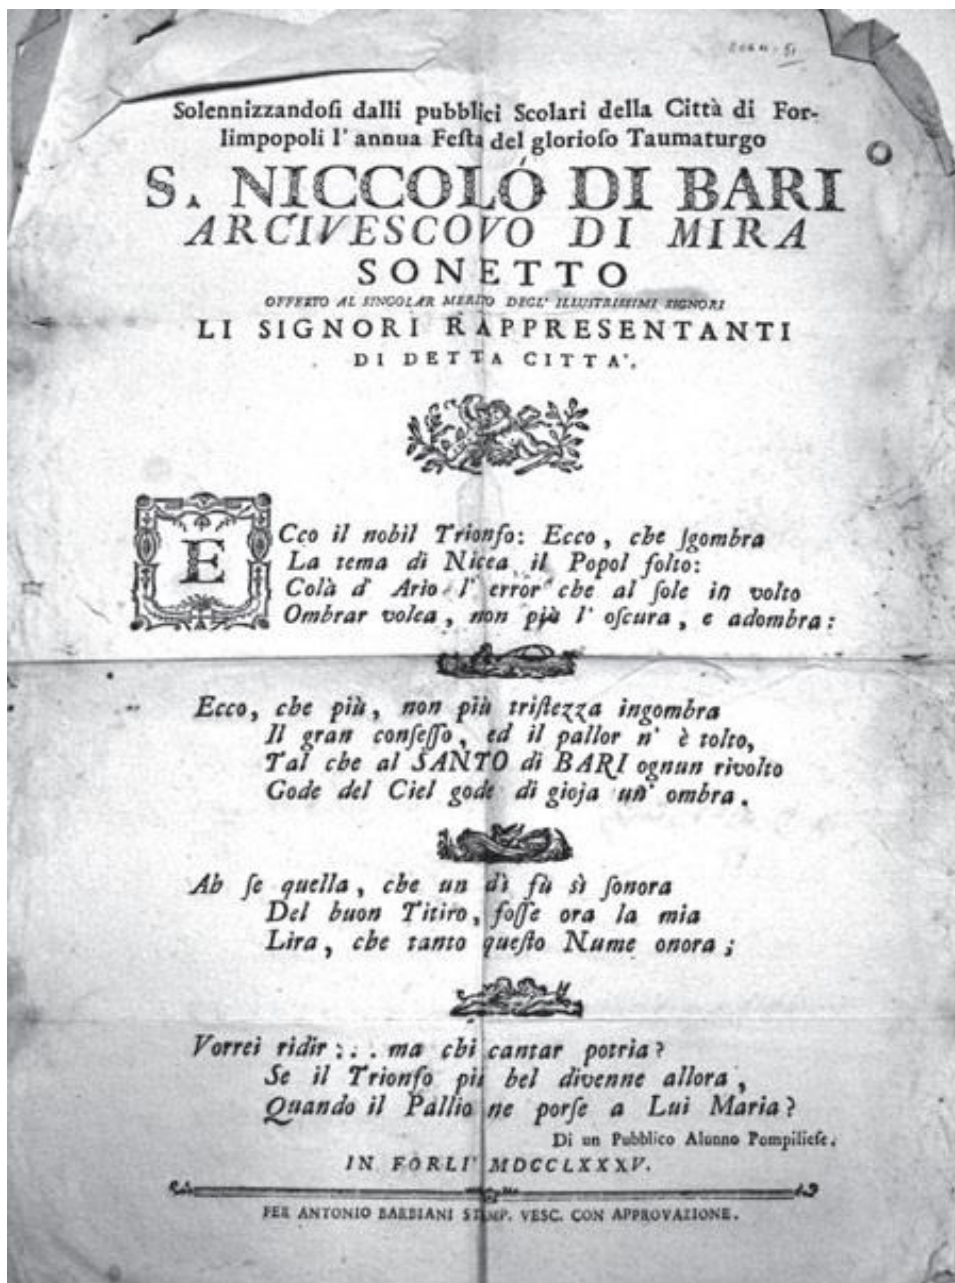 Solennizzandoſi dalli pubblici Scolari della Città di For-
limpopoli l' annua Feſta del glorioſo Taumaturgo
S. NICCOLÓ DI BARI
ARCIVESCOVO DI MIRA
SONETTO
OFFERTO AL SINGOLAR MERITO DEGL' ILLUSTRISSIMI SIGNORI
LI SIGNORI RAPPRESENTANTI
DI DETTA CITTA'.
ECco il nobil Trionfo: Ecco, che ſgombra
La tema di Nicea il Popol folto:
Colà d' Ario l' error che al ſole in volto
Ombrar volea, non più l' oſcura, e adombra:
Ecco, che più, non più triſtezza ingombra
Il gran conſeſſo, ed il pallor n' è tolto,
Tal che al SANTO di BARI ognun rivolto
Gode del Ciel gode di gioja un' ombra.
Ah ſe quella, che un dì fù sì ſonora
Del buon Titiro, foſſe ora la mia
Lira, che tanto queſto Nume onora;
Vorrei ridir ... ma chi cantar potria?
Se il Trionfo più bel divenne allora,
Quando il Pallio ne porſe a Lui Maria?
Di un Pubblico Alunno Pompilieſe.
IN FORLI' MDCCLXXXV.
PER ANTONIO BARBIANI STAMP. VESC. CON APPROVAZIONE.